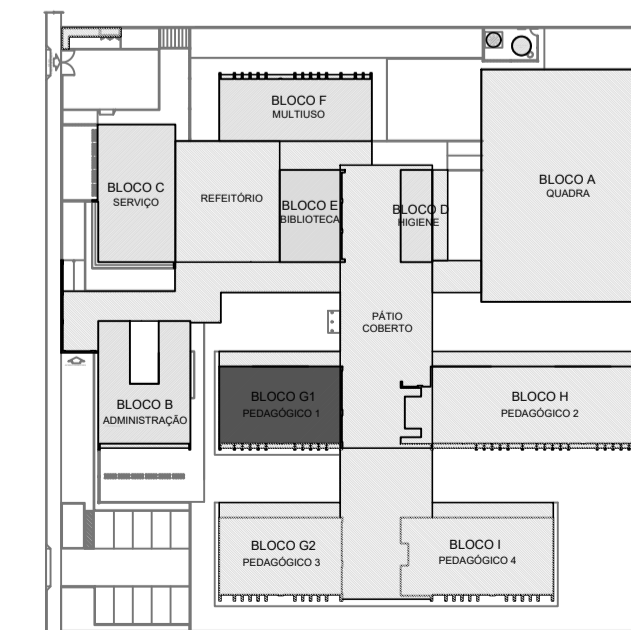 BLOCO F
MULTIUSO
BLOCO C
SERVIÇO
REFEITÓRIO
BLOCO E
BIBLIOTECA
BLOCO D
HIGIENE
BLOCO A
QUADRA
PÁTIO
COBERTO
BLOCO B
ADMINISTRAÇÃO
BLOCO G1
PEDAGÓGICO 1
BLOCO H
PEDAGÓGICO 2
BLOCO G2
PEDAGÓGICO 3
BLOCO I
PEDAGÓGICO 4